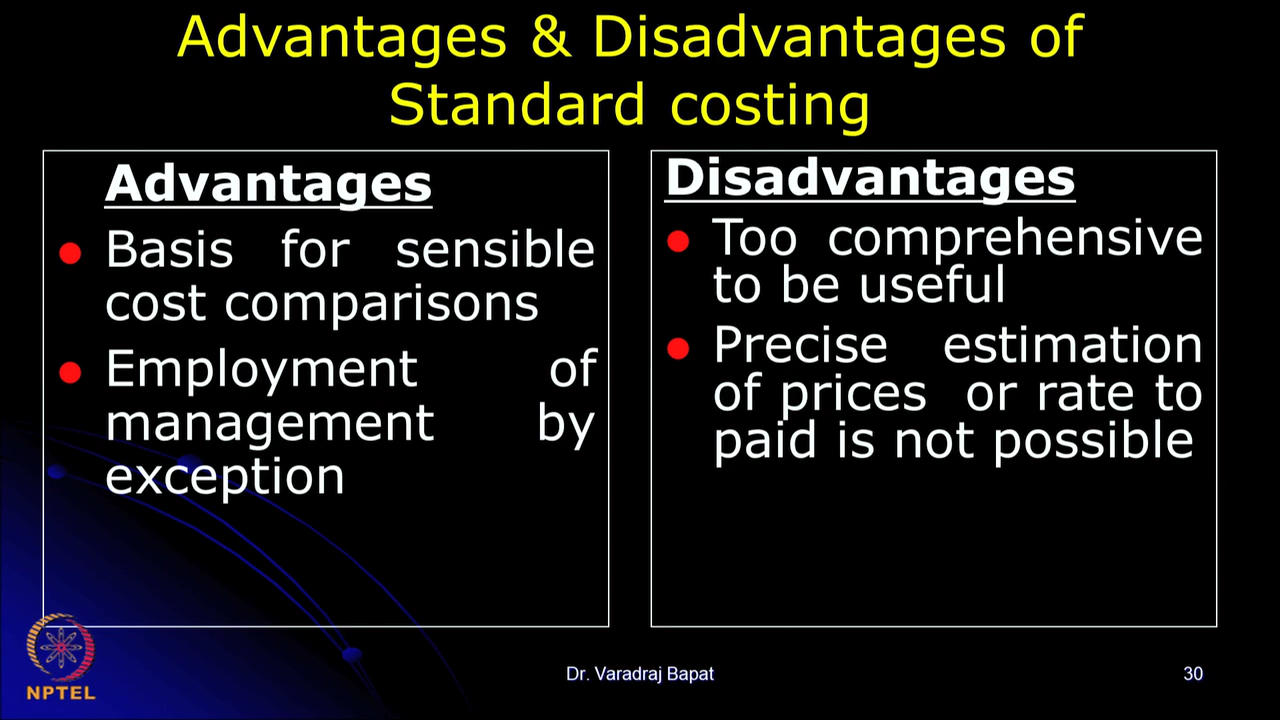 Advantages & Disadvantages of
Standard costing
Advantages
Basis for sensible
cost comparisons
Employment of
management by
exception
Disadvantages
Too comprehensive
to be useful
Precise estimation
of prices or rate to
paid is not possible
NPTEL
Dr. Varadraj Bapat
30